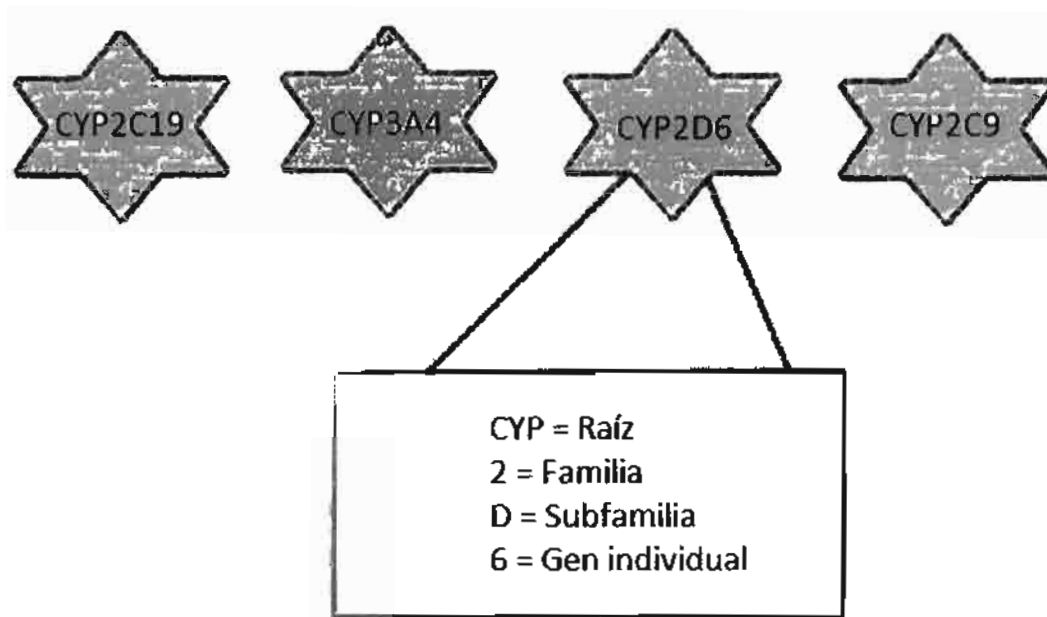 CYP2C19 CYP3A4 CYP2D6 CYP2C9
CYP = Raíz
2 = Familia
D = Subfamilia
6 = Gen individual